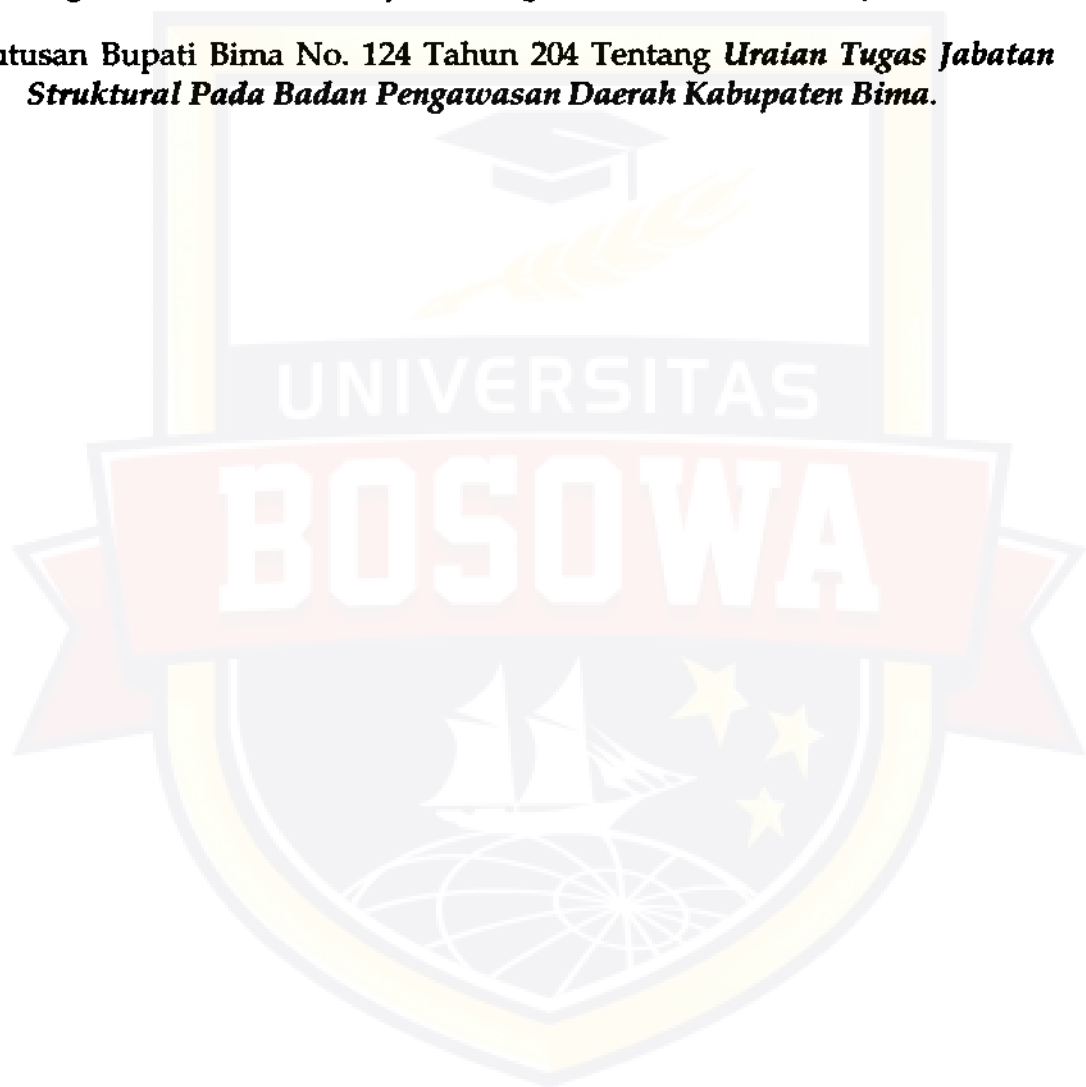 utusan Bupati Bima No. 124 Tahun 204 Tentang Uraian Tugas Jabatan
Struktural Pada Badan Pengawasan Daerah Kabupaten Bima.
UNIVERSITAS
BOSOWA